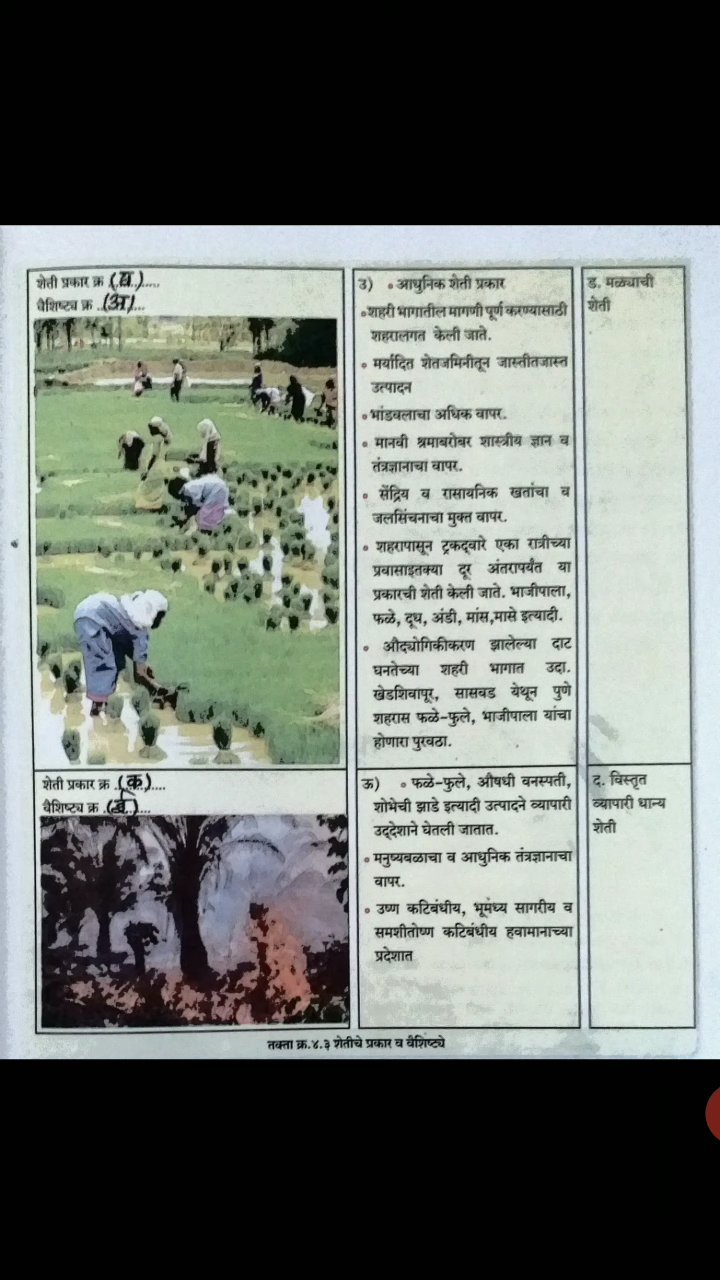 शेती प्रकार क्र.(य).....
वैशिष्ट्य क्र ..(अ)...
शेती प्रकार क्र ..(क)....
वैशिष्ट्य क्र ..
उ) • आधुनिक शेती प्रकार
• शहरी भागातील मागणी पूर्ण करण्यासाठी
शहरालगत केली जाते.
• मर्यादित शेतजमिनीतून जास्तीतजास्त
उत्पादन
• भांडवलाचा अधिक वापर.
• मानवी श्रमाबरोबर शास्त्रीय ज्ञान व
तंत्रज्ञानाचा वापर.
• सेंद्रिय व रासायनिक खतांचा व
जलसिंचनाचा मुक्त वापर.
• शहरापासून ट्रकद्वारे एका रात्रीच्या
प्रवासाइतक्या दूर अंतरापर्यंत या
प्रकारची शेती केली जाते. भाजीपाला,
फळे, दूध, अंडी, मांस,मासे इत्यादी.
• औद्योगिकीकरण झालेल्या दाट
घनतेच्या शहरी भागात उदा.
खेडशिवापूर, सासवड येथून पुणे
शहरास फळे-फुले, भाजीपाला यांचा
होणारा पुरवठा.
ऊ) • फळे-फुले, औषधी वनस्पती,
शोभेची झाडे इत्यादी उत्पादने व्यापारी
उद्देशाने घेतली जातात.
• मनुष्यबळाचा व आधुनिक तंत्रज्ञानाचा
वापर.
• उष्ण कटिबंधीय, भूमध्य सागरीय व
समशीतोष्ण कटिबंधीय हवामानाच्या
प्रदेशात
ड. मळ्याची
शेती
द. विस्तृत
व्यापारी धान्य
शेती
तक्ता क्र.४.३ शेतीचे प्रकार व वैशिष्ट्ये